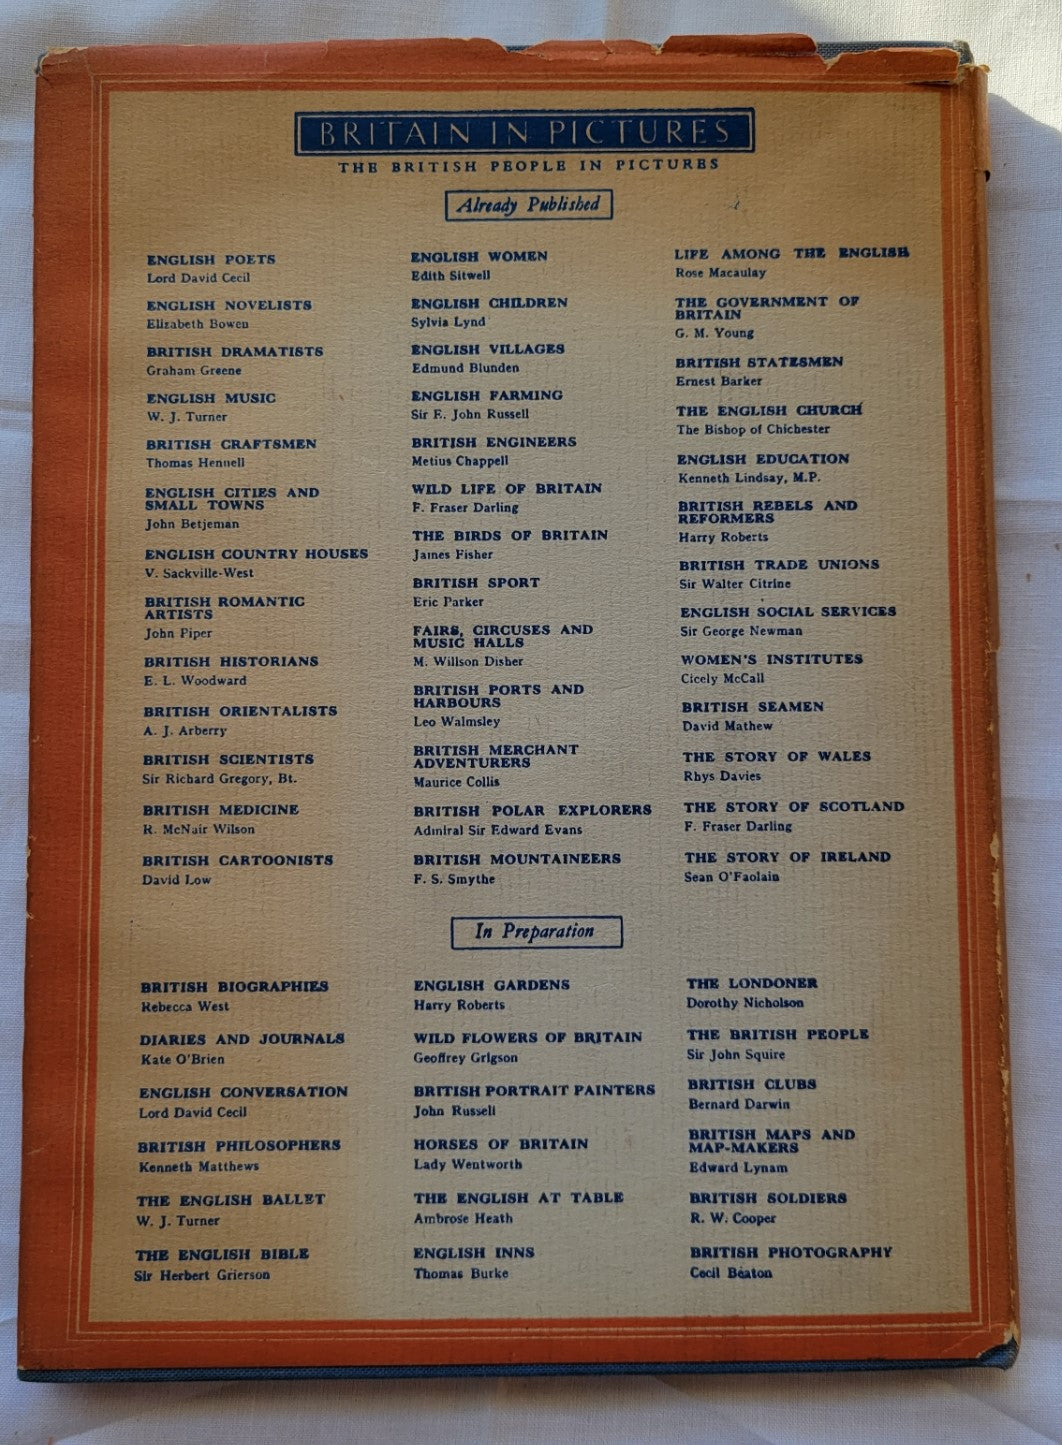 BRITAIN IN PICTURES
THE BRITISH PEOPLE IN PICTURES
Already Published
ENGLISH POETS
Lord David Cecil
ENGLISH NOVELISTS
Elizabeth Bowen
BRITISH DRAMATISTS
Graham Greene
ENGLISH MUSIC
W. J. Turner
BRITISH CRAFTSMEN
Thomas Hennell
ENGLISH CITIES AND
SMALL TOWNS
John Betjeman
ENGLISH COUNTRY HOUSES
V. Sackville-West
BRITISH ROMANTIC
ARTISTS
John Piper
BRITISH HISTORIANS
E. L. Woodward
BRITISH ORIENTALISTS
A. J. Arberry
BRITISH SCIENTISTS
Sir Richard Gregory, Bt.
BRITISH MEDICINE
R. McNair Wilson
BRITISH CARTOONISTS
David Low
ENGLISH WOMEN
Edith Sitwell
ENGLISH CHILDREN
Sylvia Lynd
ENGLISH VILLAGES
Edmund Blunden
ENGLISH FARMING
Sir E. John Russell
BRITISH ENGINEERS
Metius Chappell
WILD LIFE OF BRITAIN
F. Fraser Darling
THE BIRDS OF BRITAIN
James Fisher
BRITISH SPORT
Eric Parker
FAIRS, CIRCUSES AND
MUSIC HALLS
M. Willson Disher
BRITISH PORTS AND
HARBOURS
Leo Walmsley
BRITISH MERCHANT
ADVENTURERS
Maurice Collis
BRITISH POLAR EXPLORERS
Admiral Sir Edward Evans
BRITISH MOUNTAINEERS
F. S. Smythe
LIFE AMONG THE ENGLISH
Rose Macaulay
THE GOVERNMENT OF
BRITAIN
G. M. Young
BRITISH STATESMEN
Ernest Barker
THE ENGLISH CHURCH
The Bishop of Chichester
ENGLISH EDUCATION
Kenneth Lindsay, M.P.
BRITISH REBELS AND
REFORMERS
Harry Roberts
BRITISH TRADE UNIONS
Sir Walter Citrine
ENGLISH SOCIAL SERVICES
Sir George Newman
WOMEN'S INSTITUTES
Cicely McCall
BRITISH SEAMEN
David Mathew
THE STORY OF WALES
Rhys Davies
THE STORY OF SCOTLAND
F. Fraser Darling
THE STORY OF IRELAND
Sean O'Faolain
In Preparation
BRITISH BIOGRAPHIES
Rebecca West
DIARIES AND JOURNALS
Kate O'Brien
ENGLISH CONVERSATION
Lord David Cecil
BRITISH PHILOSOPHERS
Kenneth Matthews
THE ENGLISH BALLET
W. J. Turner
THE ENGLISH BIBLE
Sir Herbert Grierson
ENGLISH GARDENS
Harry Roberts
WILD FLOWERS OF BRITAIN
Geoffrey Grigson
BRITISH PORTRAIT PAINTERS
John Russell
HORSES OF BRITAIN
Lady Wentworth
THE ENGLISH AT TABLE
Ambrose Heath
ENGLISH INNS
Thomas Burke
THE LONDONER
Dorothy Nicholson
THE BRITISH PEOPLE
Sir John Squire
BRITISH CLUBS
Bernard Darwin
BRITISH MAPS AND
MAP-MAKERS
Edward Lynam
BRITISH SOLDIERS
R. W. Cooper
BRITISH PHOTOGRAPHY
Cecil Beaton